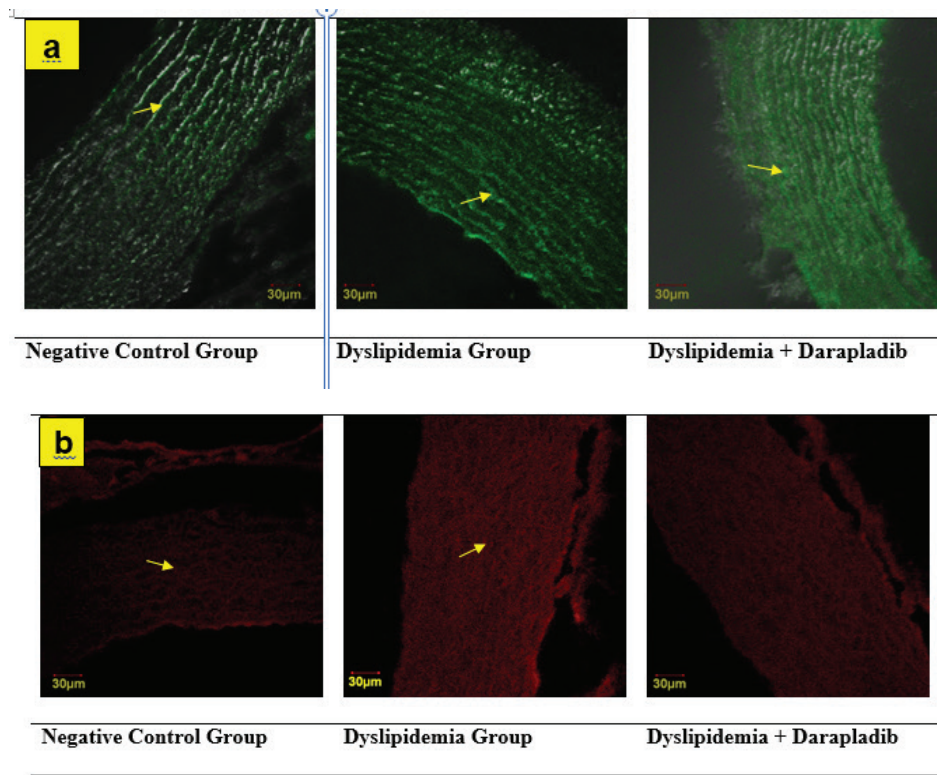 a
30μm
30μm
30μm
Negative Control Group
Dyslipidemia Group
Dyslipidemia + Darapladib
b
30μm
30μm
30μm
Negative Control Group
Dyslipidemia Group
Dyslipidemia + Darapladib